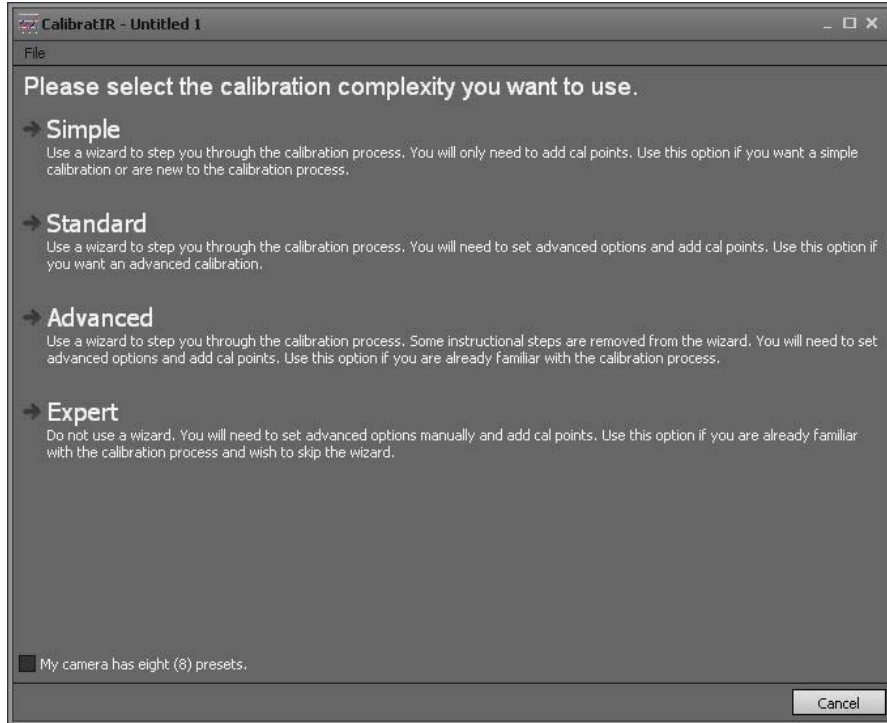 CalibratIR - Untitled 1
File
Please select the calibration complexity you want to use.
Simple
Use a wizard to step you through the calibration process. You will only need to add cal points. Use this option if you want a simple
calibration or are new to the calibration process.
Standard
Use a wizard to step you through the calibration process. You will need to set advanced options and add cal points. Use this option if
you want an advanced calibration.
Advanced
Use a wizard to step you through the calibration process. Some instructional steps are removed from the wizard. You will need to set
advanced options and add cal points. Use this option if you are already familiar with the calibration process.
Expert
Do not use a wizard. You will need to set advanced options manually and add cal points. Use this option if you are already familiar
with the calibration process and wish to skip the wizard.
My camera has eight (8) presets.
Cancel